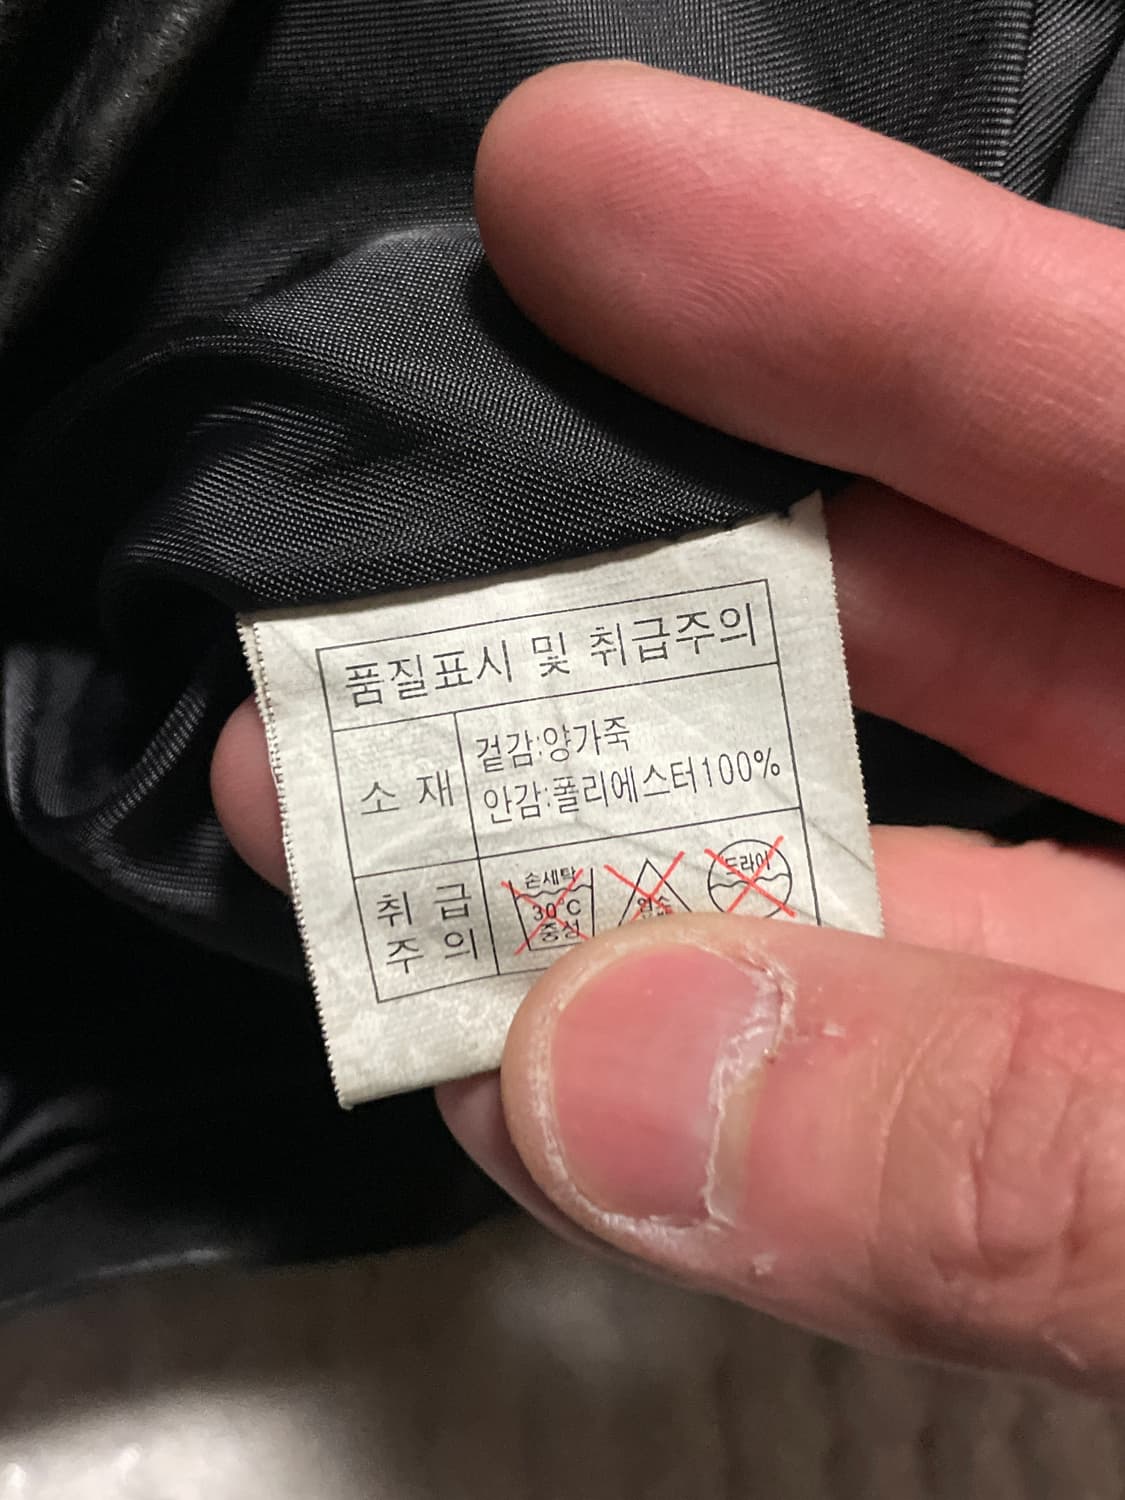 품질표시 및 취급주의
소 재
겉감:양가죽
안감:폴리에스터100%
취 급
주 의
손세탁
30°C
중성
드라이